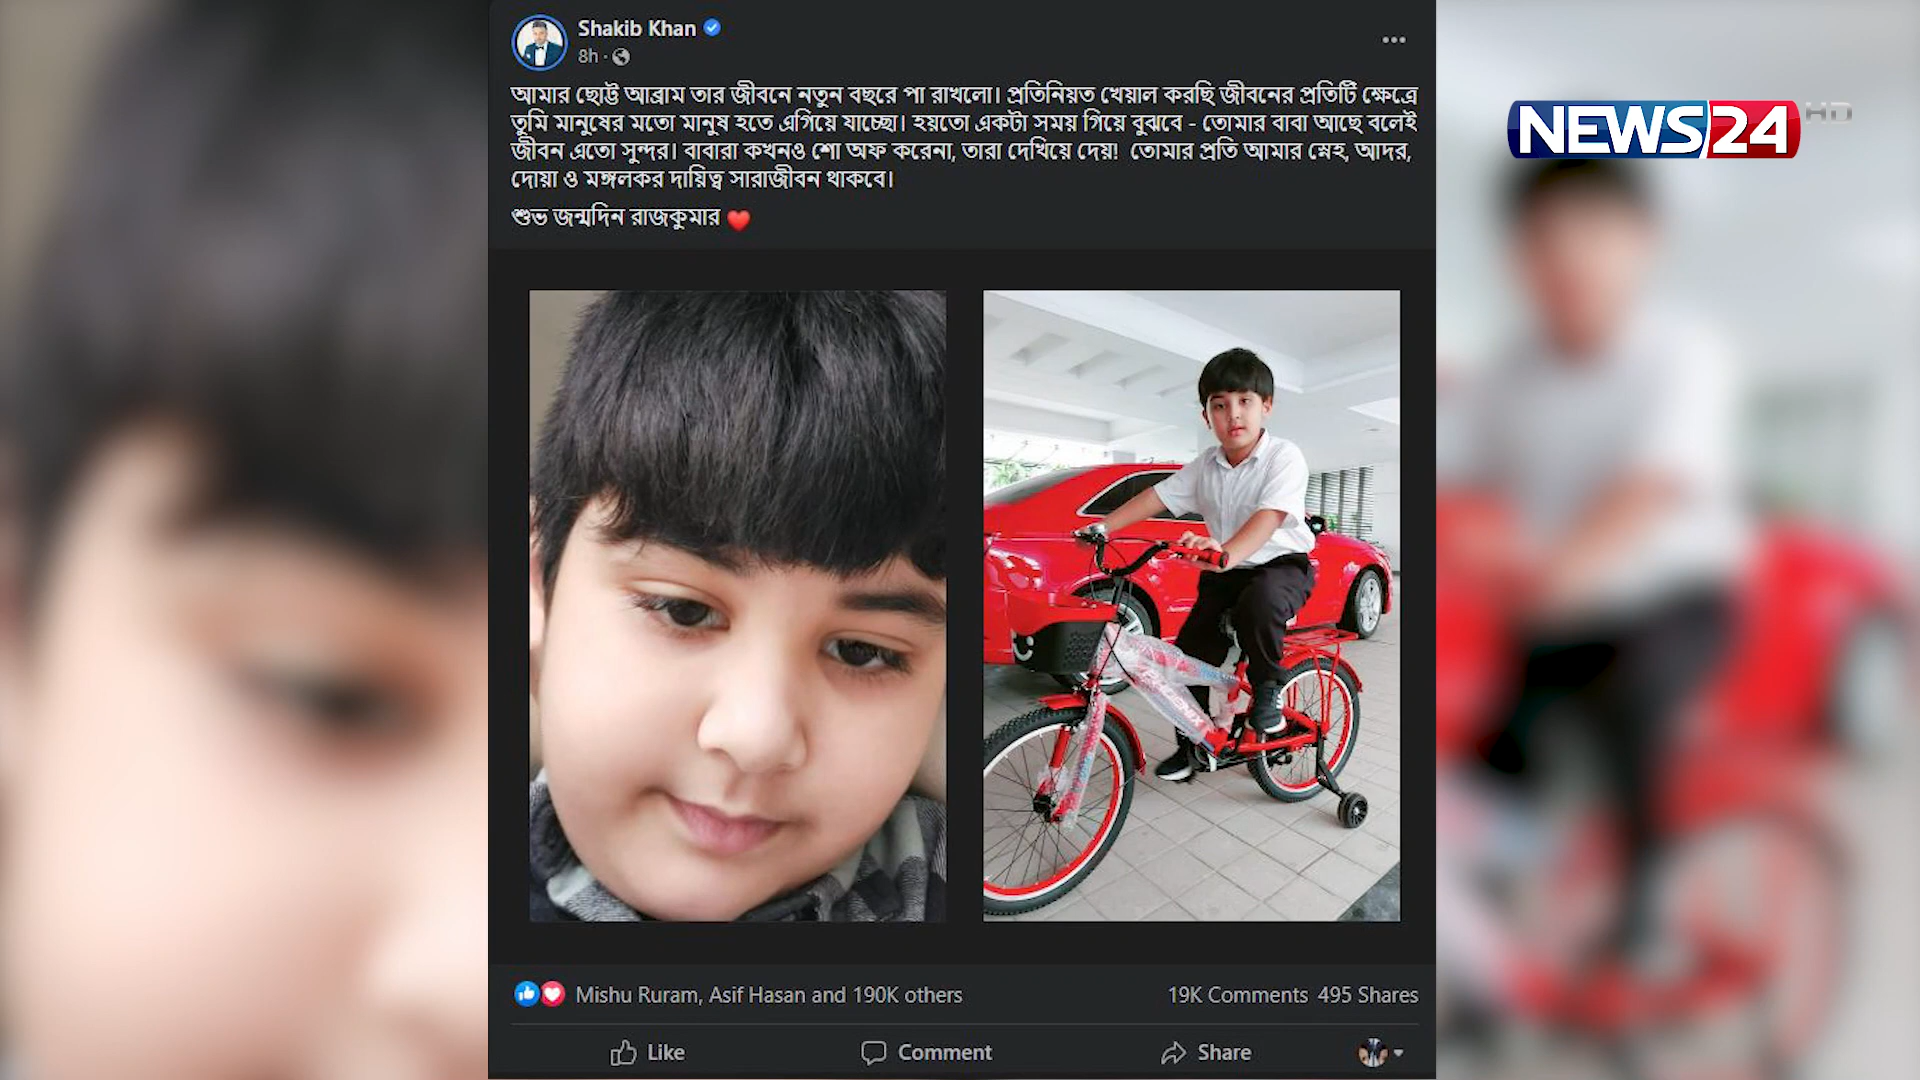 Shakib Khan
8h
আমার ছোট্ট আব্রাম তার জীবনে নতুন বছরে পা রাখলো। প্রতিনিয়ত খেয়াল করছি জীবনের প্রতিটি ক্ষেত্রে
তুমি মানুষের মতো মানুষ হতে এগিয়ে যাচ্ছো। হয়তো একটা সময় গিয়ে বুঝবে - তোমার বাবা আছে বলেই
জীবন এতো সুন্দর। বাবারা কখনও শো অফ করেনা, তারা দেখিয়ে দেয়! তোমার প্রতি আমার স্নেহ, আদর,
দোয়া ও মঙ্গলকর দায়িত্ব সারাজীবন থাকবে।
শুভ জন্মদিন রাজকুমার ❤️
NEWS24 HD
PHOENIX
Mishu Ruram, Asif Hasan and 190K others
19K Comments 495 Shares
Like
Comment
Share